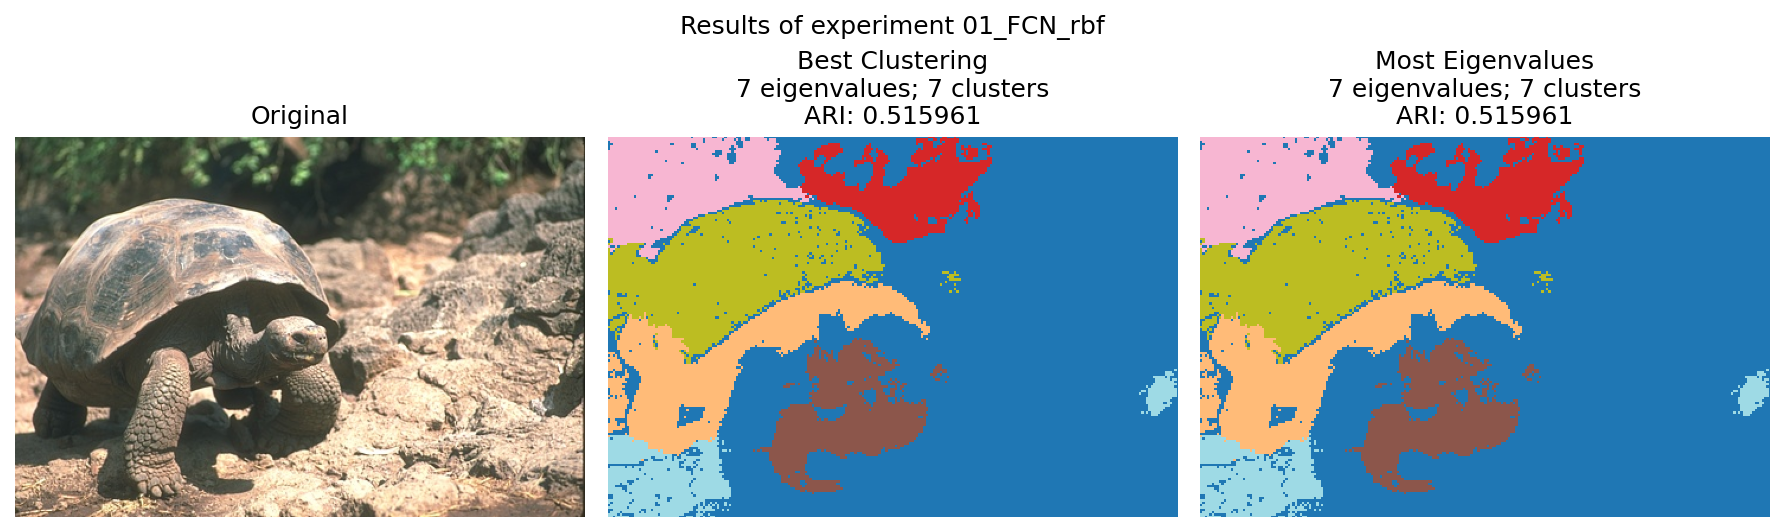 Results of experiment 01_FCN_rbf
Original
Best Clustering
7 eigenvalues; 7 clusters
ARI: 0.515961
Most Eigenvalues
7 eigenvalues; 7 clusters
ARI: 0.515961